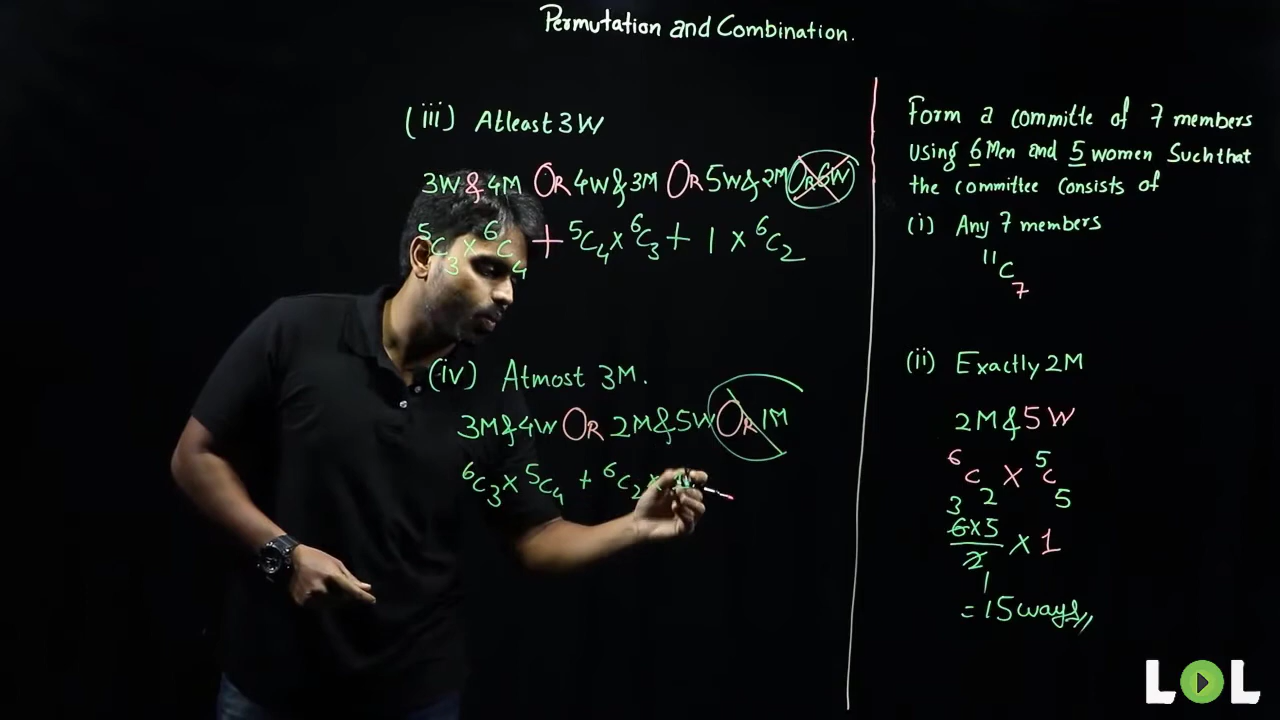 Permutation and Combination.
(iii) Atleast 3W
3W & 4M OR 4W & 3M OR 5W & 2M OR 6W
⁵C₃ × ⁶C₄ + ⁵C₄ × ⁶C₃ + 1 × ⁶C₂
(iv) Atmost 3M.
3M & 4W OR 2M & 5W OR 1M
⁶C₃ × ⁵C₄ + ⁶C₂ ×
Form a committe of 7 members
using 6 Men and 5 women Such that
the committee consists of
(i) Any 7 members
¹¹C₇
(ii) Exactly 2M
2M & 5W
⁶C₂ × ⁵C₅
3
6×5
2 × 1
1
= 15 ways
LOL